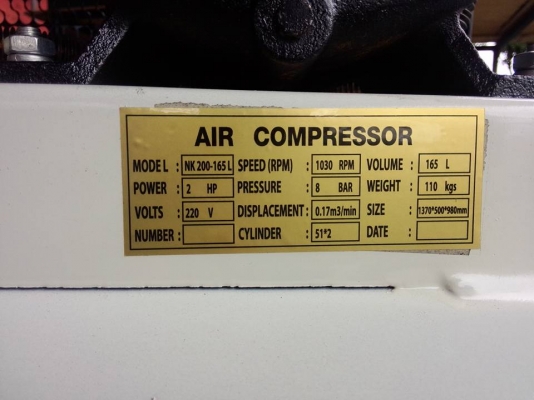 AIR COMPRESSOR
MODEL : NK 200-165 L SPEED (RPM) : 1030 RPM VOLUME : 165 L
POWER : 2 HP PRESSURE : 8 BAR WEIGHT : 110 kgs
VOLTS : 220 V DISPLACEMENT : 0.17m3/min SIZE : 1370*500*980mm
NUMBER : CYLINDER : 51*2 DATE :